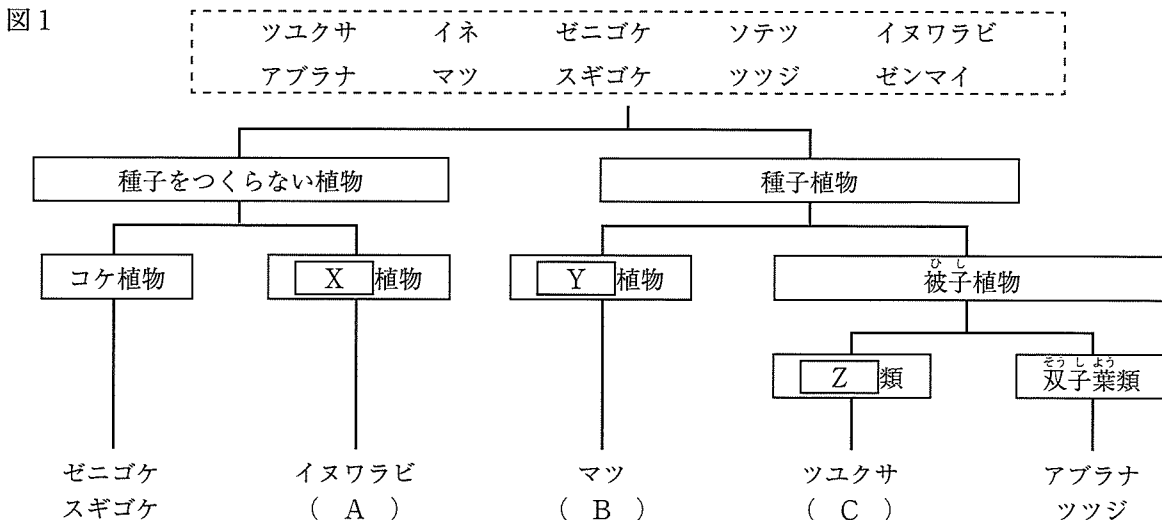 図1
ツユクサ イネ ゼニゴケ ソテツ イヌワラビ
アブラナ マツ スギゴケ ツツジ ゼンマイ
種子をつくらない植物 種子植物
コケ植物 X 植物 Y 植物 被子植物
ひし
Z 類 双子葉類
そうしよう
ゼニゴケ イヌワラビ マツ ツユクサ アブラナ
スギゴケ ( A ) ( B ) ( C ) ツツジ